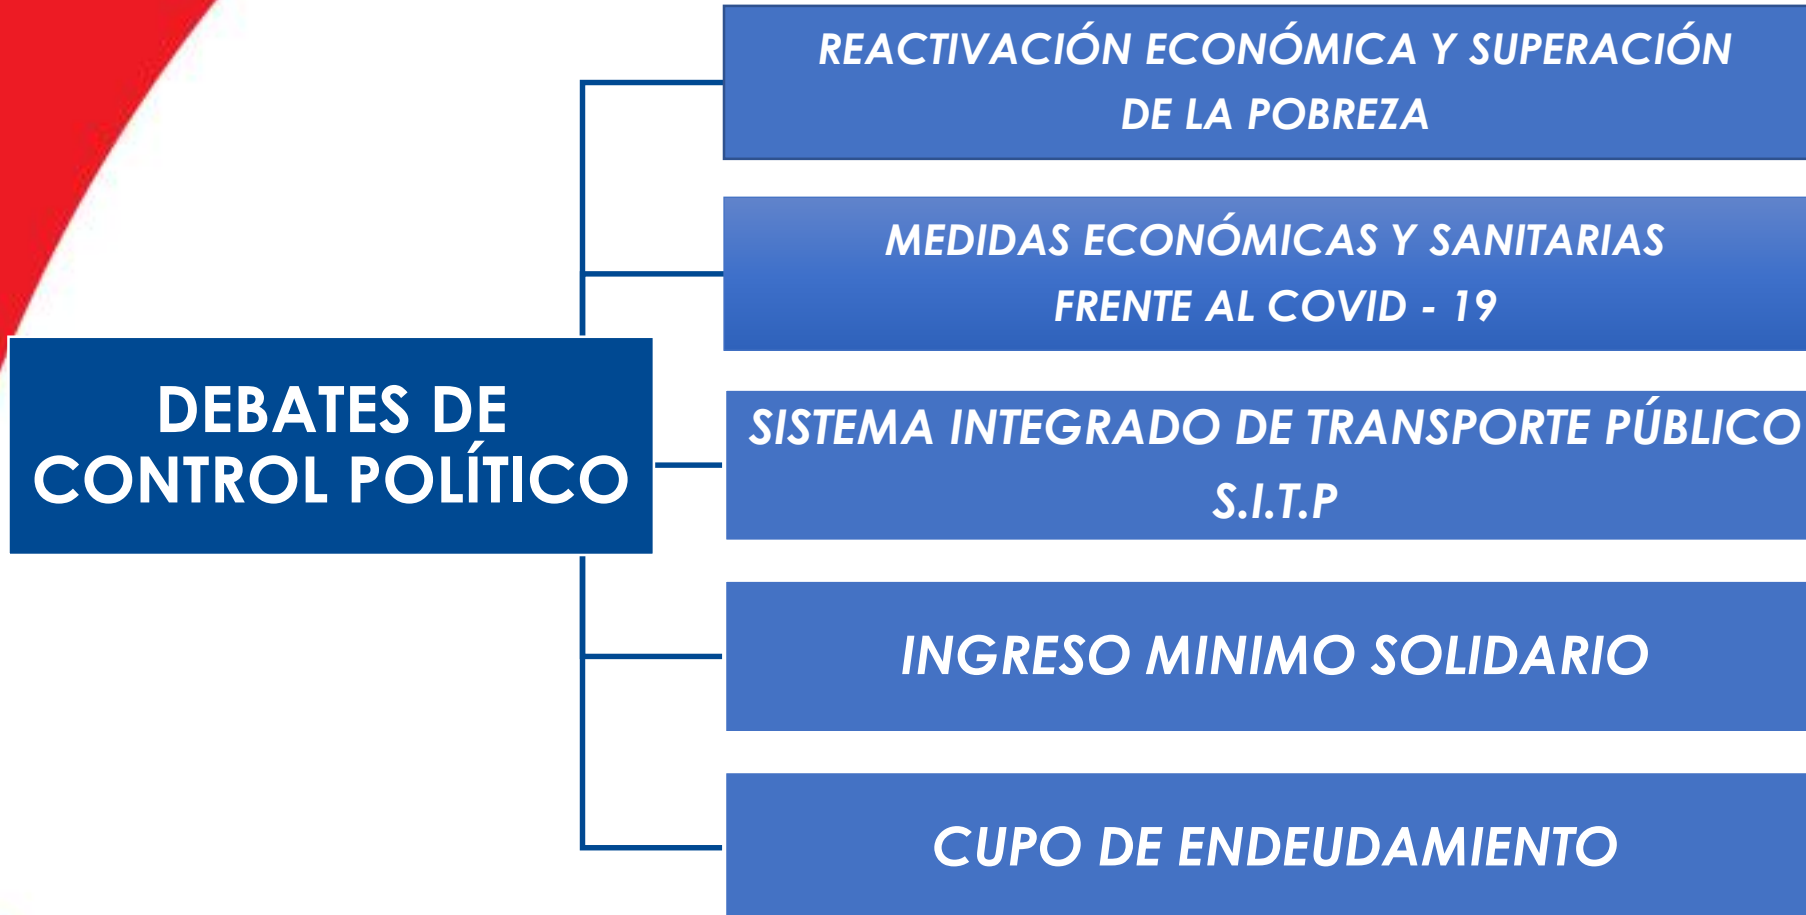 REACTIVACIÓN ECONÓMICA Y SUPERACIÓN
DE LA POBREZA
MEDIDAS ECONÓMICAS Y SANITARIAS
FRENTE AL COVID - 19
DEBATES DE
CONTROL POLÍTICO
SISTEMA INTEGRADO DE TRANSPORTE PÚBLICO
S.I.T.P
INGRESO MINIMO SOLIDARIO
CUPO DE ENDEUDAMIENTO